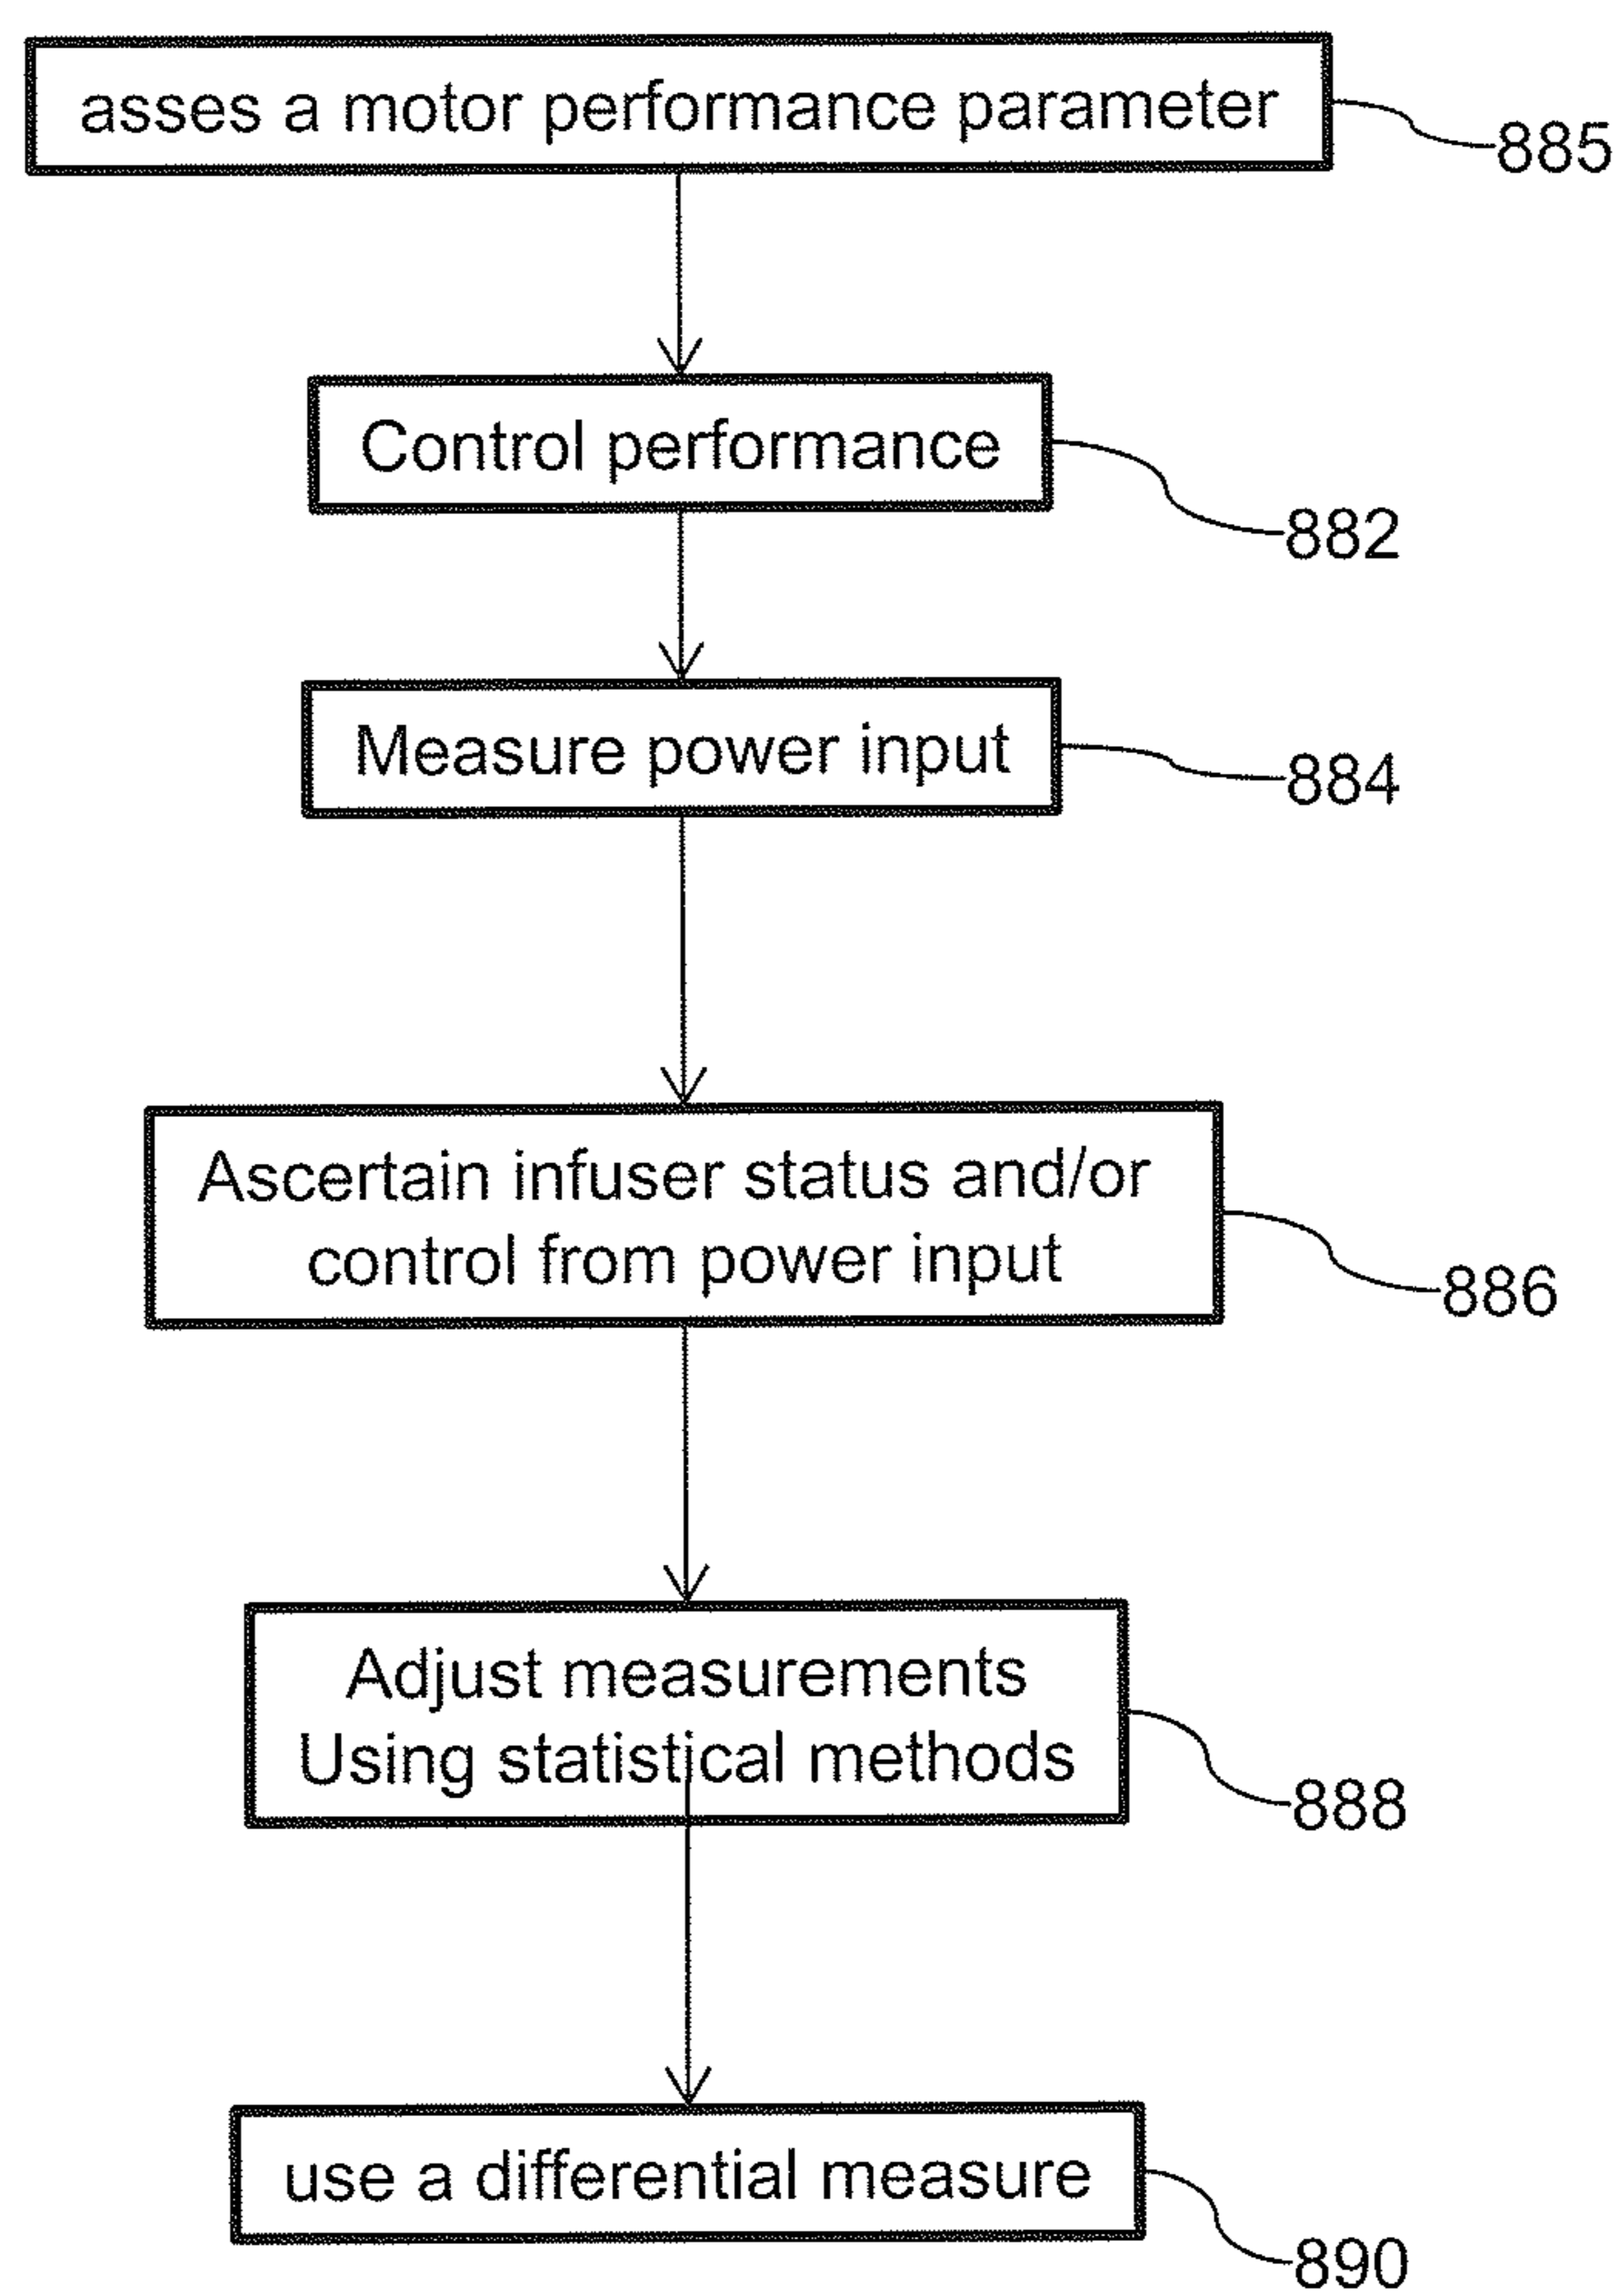 asses a motor performance parameter
885
Control performance
882
Measure power input
884
Ascertain infuser status and/or
control from power input
886
Adjust measurements
Using statistical methods
888
use a differential measure
890